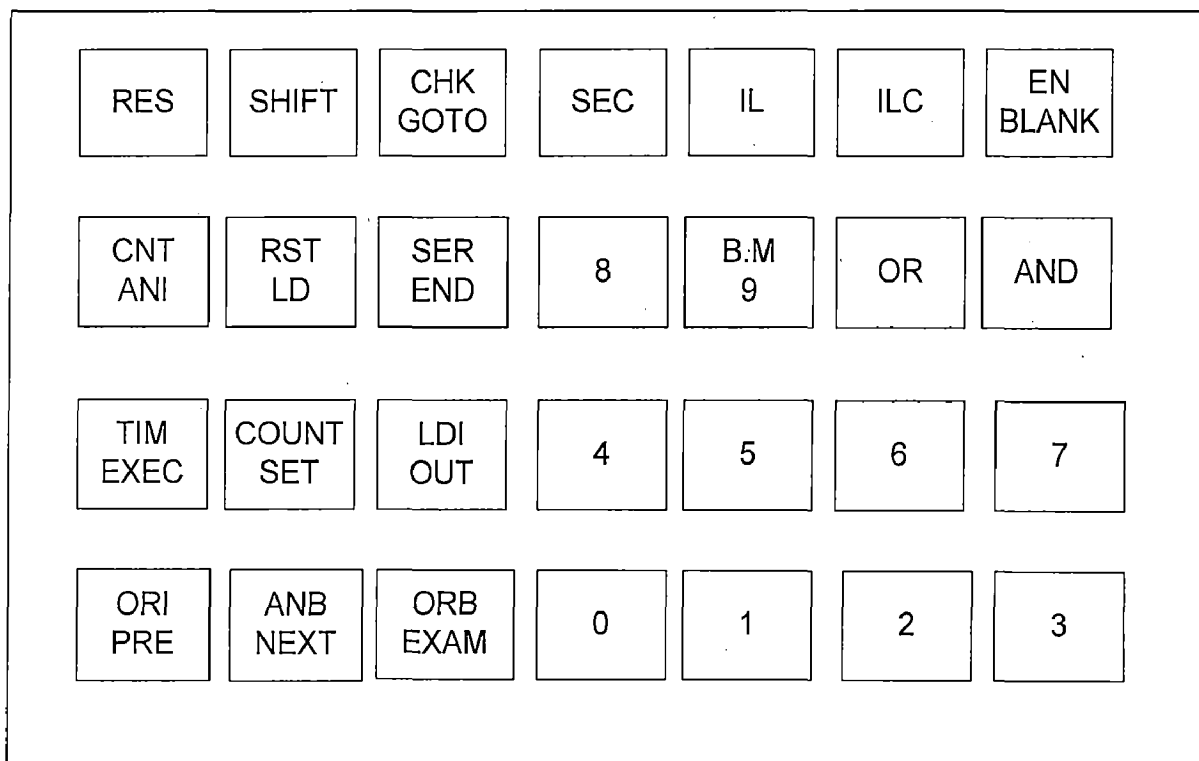 RES
SHIFT
CHK
GOTO
SEC
IL
ILC
EN
BLANK
CNT
ANI
RST
LD
SER
END
8
B.M
9
OR
AND
TIM
EXEC
COUNT
SET
LDI
OUT
4
5
6
7
ORI
PRE
ANB
NEXT
ORB
EXAM
0
1
2
3